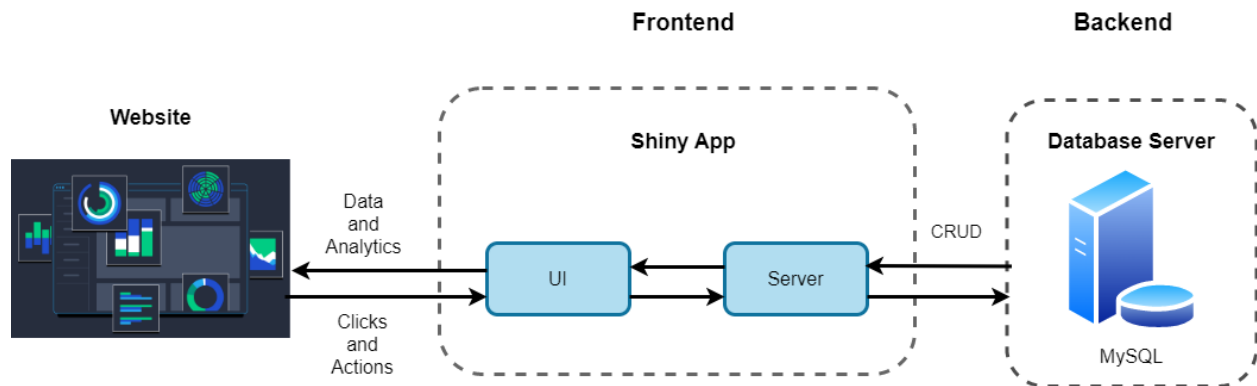 Frontend
Backend
Website
Shiny App
Database Server
Data
and
Analytics
CRUD
UI
Server
Clicks
and
Actions
MySQL